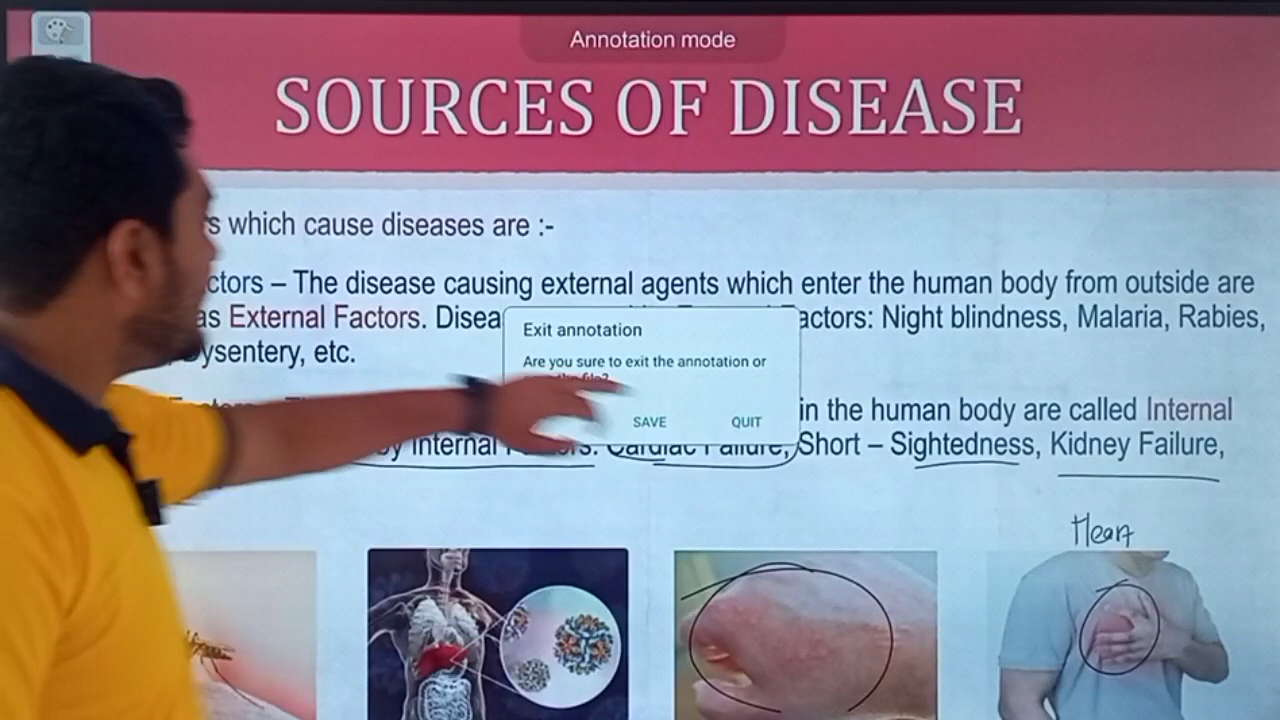 Annotation mode
SOURCES OF DISEASE
which cause diseases are :-
– The disease causing external agents which enter the human body from outside are
as External Factors. Factors: Night blindness, Malaria, Rabies,
Dysentery, etc.
Exit annotation
Are you sure to exit the annotation or
SAVE QUIT
in the human body are called Internal
by Internal Factors: Cardiac Failure, Short – Sightedness, Kidney Failure,
Heart